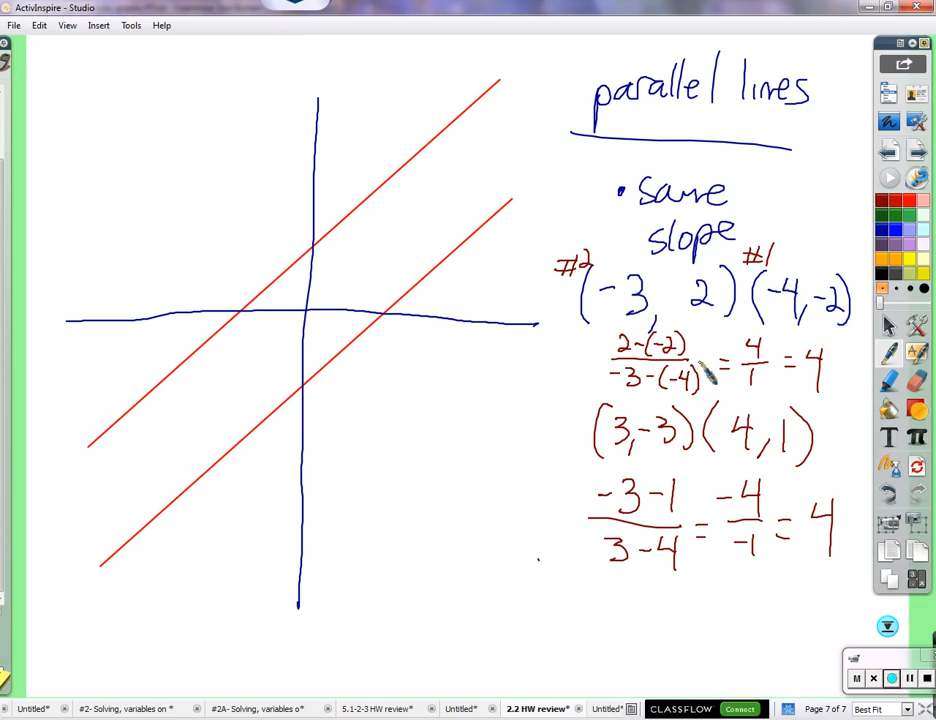 ActivInspire - Studio
File Edit View Insert Tools Help
parallel lines
• same
slope
#2 #1
(-3, 2) (-4, -2)
2-(-2)/-3-(-4) = 4/1 = 4
(3, -3) (4, 1)
-3-1/3-4 = -4/-1 = 4
M
Untitled* #2- Solving, variables on * #2A- Solving, variables o* 5.1-2-3 HW review* Untitled* 2.2 HW review* Untitled* CLASSFLOW Connect Page 7 of 7 Best Fit